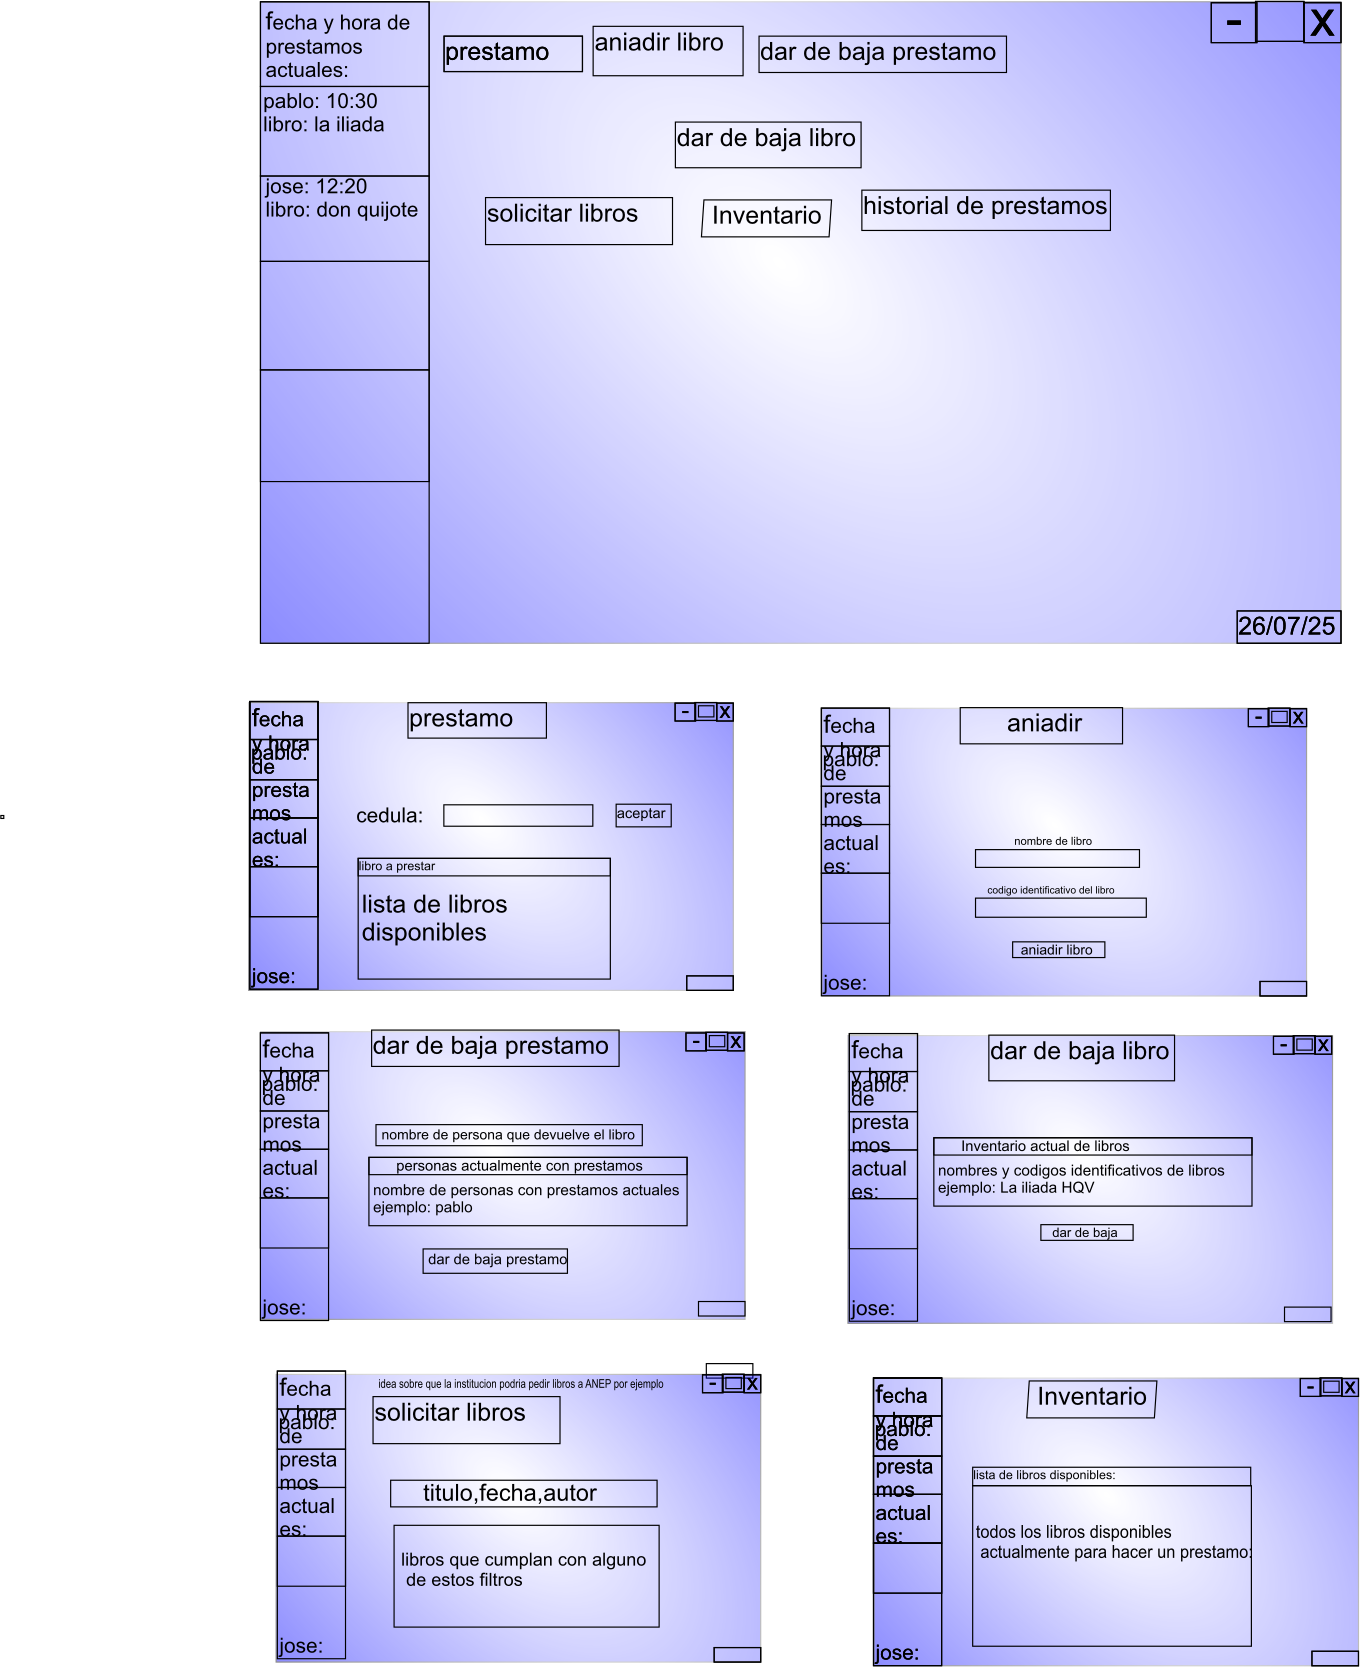 fecha y hora de
prestamos
actuales:
pablo: 10:30
libro: la iliada
jose: 12:20
libro: don quijote
prestamo
aniadir libro
dar de baja prestamo
- X
dar de baja libro
solicitar libros
Inventario
historial de prestamos
26/07/25
fecha
y hora
pablo:
de
presta
mos
actual
es:
jose:
prestamo
- X
cedula:
aceptar
libro a prestar
lista de libros
disponibles
fecha
y hora
pablo:
de
presta
mos
actual
es:
jose:
aniadir
- X
nombre de libro
codigo identificativo del libro
aniadir libro
fecha
y hora
pablo:
de
presta
mos
actual
es:
jose:
dar de baja prestamo
- X
nombre de persona que devuelve el libro
personas actualmente con prestamos
nombre de personas con prestamos actuales
ejemplo: pablo
dar de baja prestamo
fecha
y hora
pablo:
de
presta
mos
actual
es:
jose:
dar de baja libro
- X
Inventario actual de libros
nombres y codigos identificativos de libros
ejemplo: La iliada HQV
dar de baja
fecha
y hora
pablo:
de
presta
mos
actual
es:
jose:
idea sobre que la institucion podria pedir libros a ANEP por ejemplo
- X
solicitar libros
titulo,fecha,autor
libros que cumplan con alguno
de estos filtros
fecha
y hora
pablo:
de
presta
mos
actual
es:
jose:
Inventario
- X
lista de libros disponibles:
todos los libros disponibles
actualmente para hacer un prestamo: